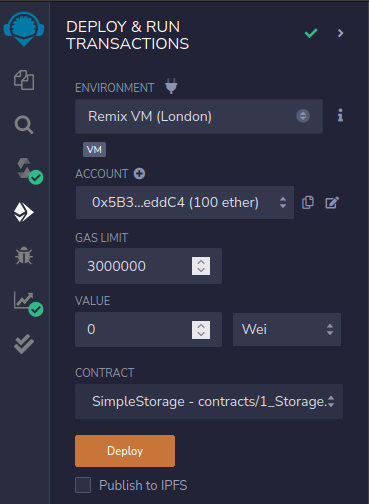 DEPLOY & RUN
TRANSACTIONS
ENVIRONMENT
Remix VM (London)
VM
ACCOUNT
0x5B3...eddC4 (100 ether)
GAS LIMIT
3000000
VALUE
0 Wei
CONTRACT
SimpleStorage - contracts/1_Storage.
Deploy
Publish to IPFS